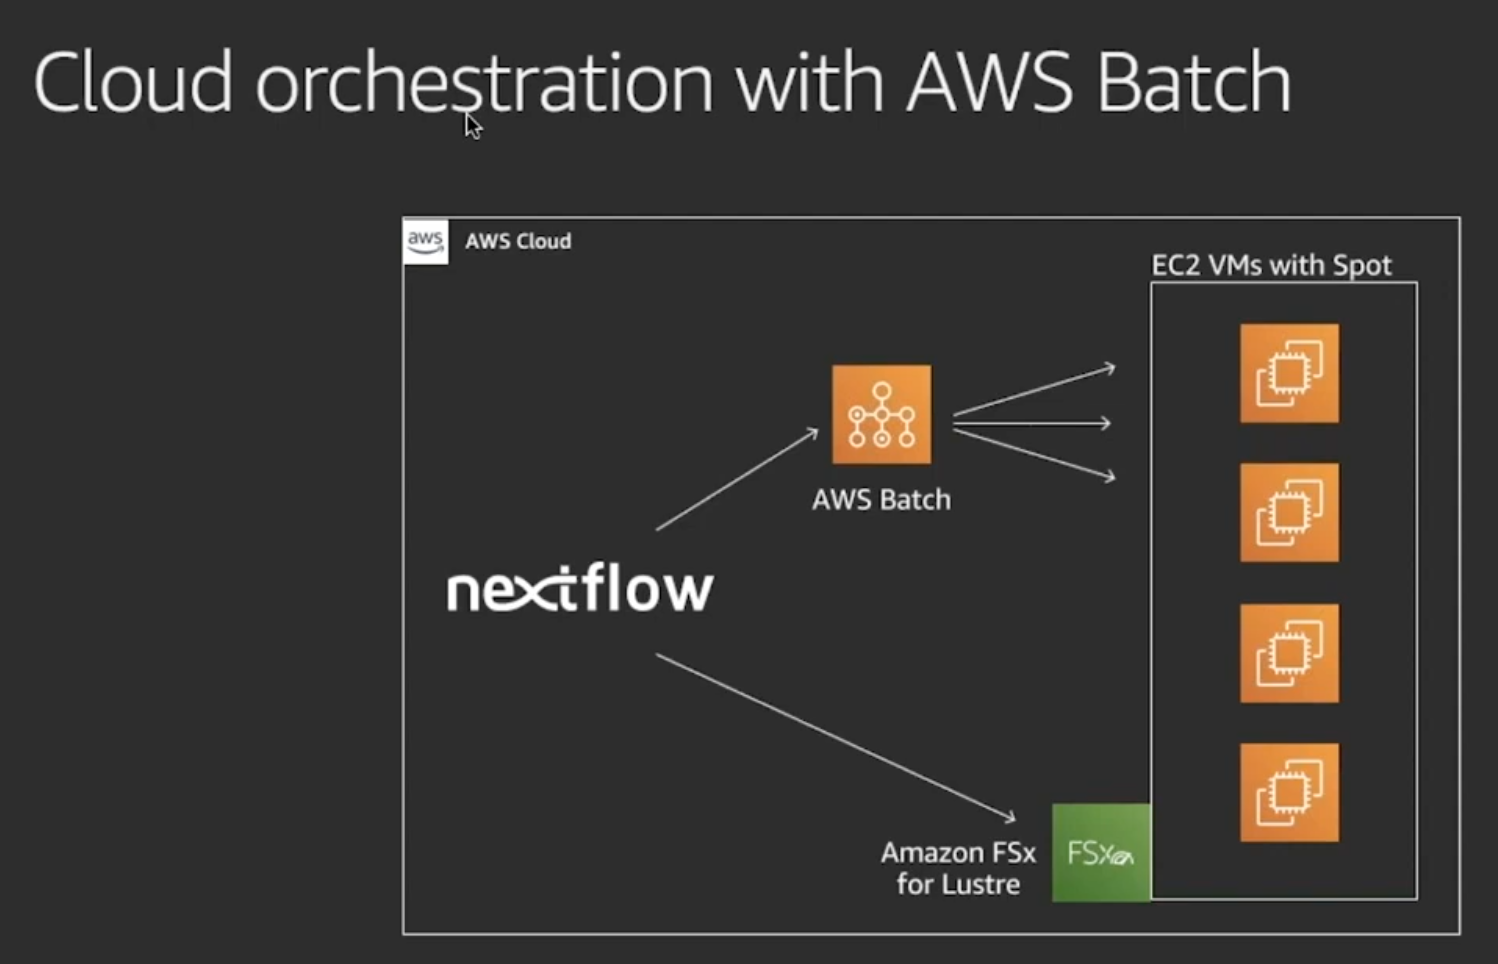 Cloud orchestration with AWS Batch
aws
AWS Cloud
EC2 VMs with Spot
AWS Batch
nextflow
Amazon FSx
for Lustre
FSx